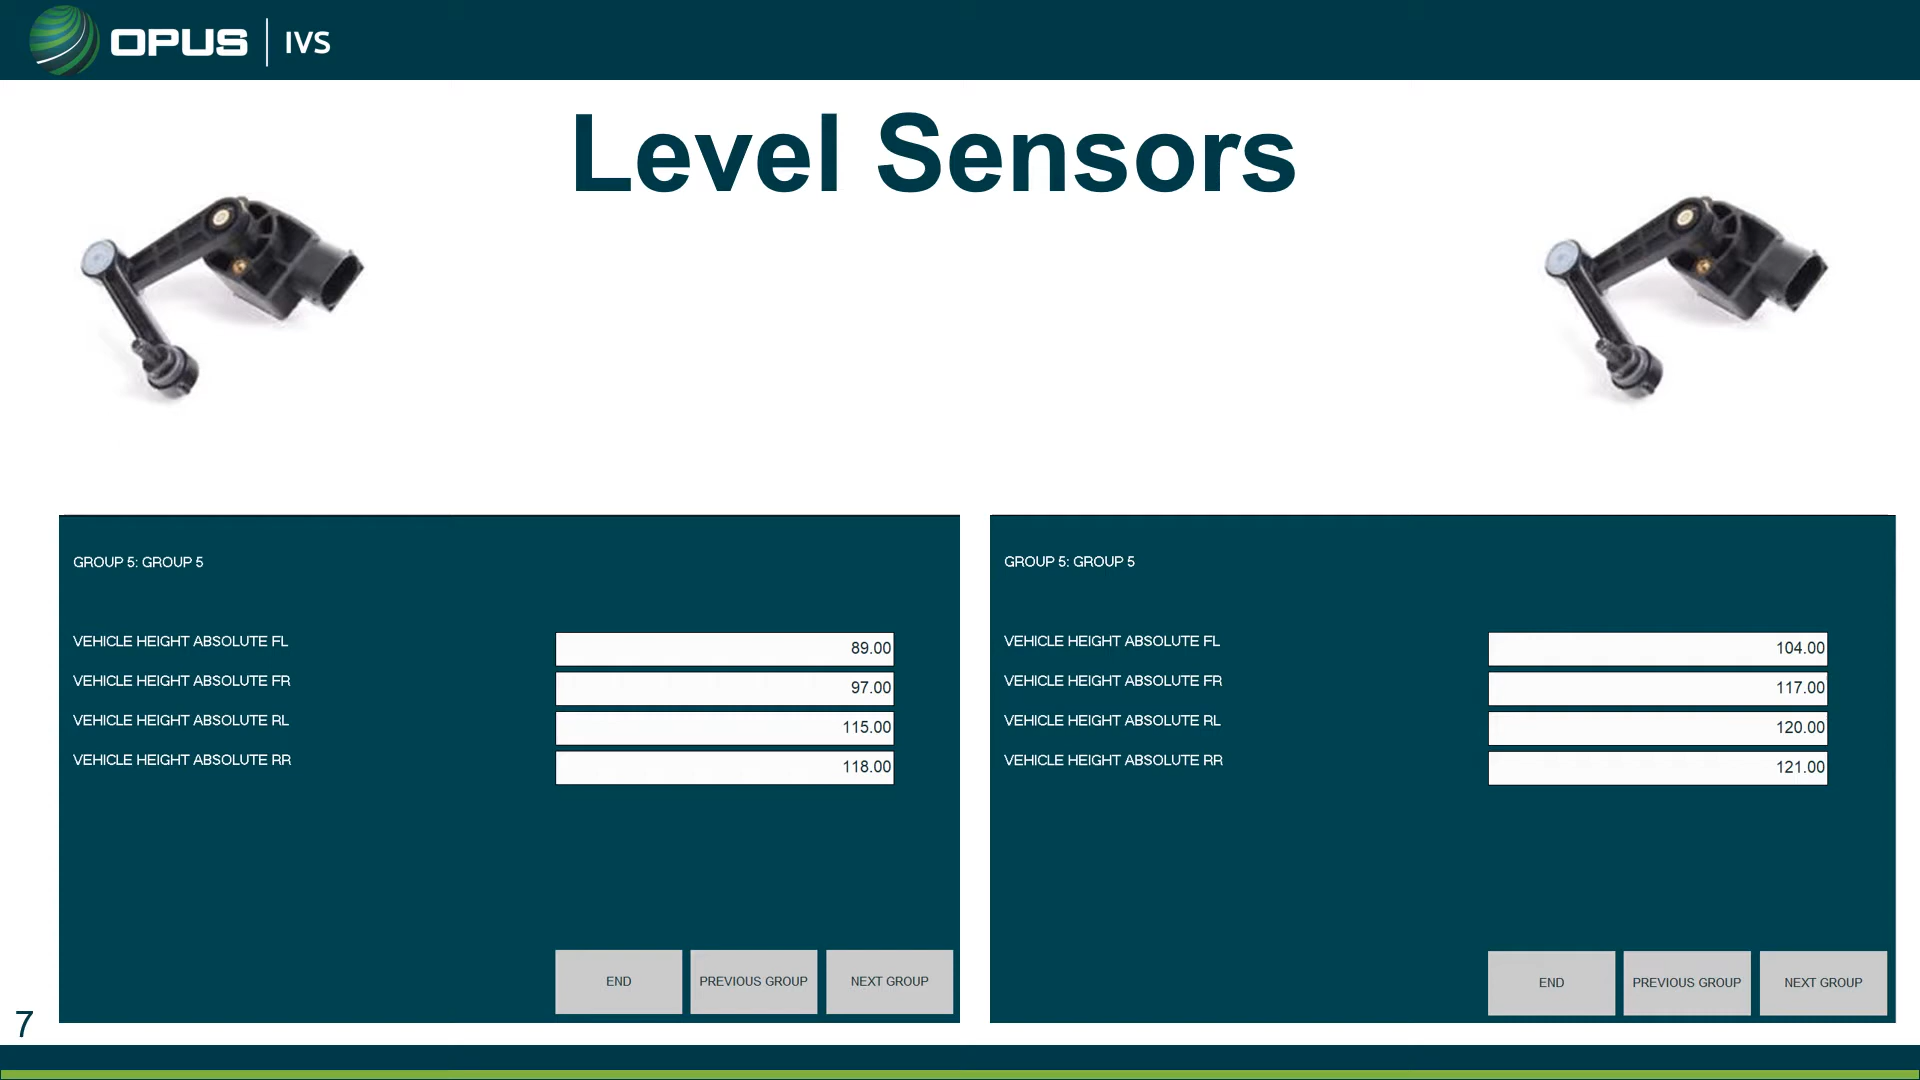 OPUS | IVS
Level Sensors
GROUP 5: GROUP 5
VEHICLE HEIGHT ABSOLUTE FL 89.00
VEHICLE HEIGHT ABSOLUTE FR 97.00
VEHICLE HEIGHT ABSOLUTE RL 115.00
VEHICLE HEIGHT ABSOLUTE RR 118.00
END PREVIOUS GROUP NEXT GROUP
GROUP 5: GROUP 5
VEHICLE HEIGHT ABSOLUTE FL 104.00
VEHICLE HEIGHT ABSOLUTE FR 117.00
VEHICLE HEIGHT ABSOLUTE RL 120.00
VEHICLE HEIGHT ABSOLUTE RR 121.00
END PREVIOUS GROUP NEXT GROUP
7